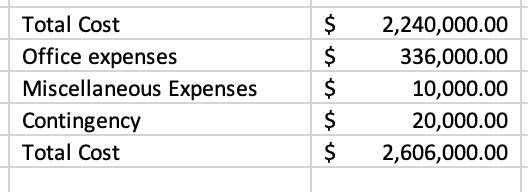 Total Cost $ 2,240,000.00
Office expenses $ 336,000.00
Miscellaneous Expenses $ 10,000.00
Contingency $ 20,000.00
Total Cost $ 2,606,000.00